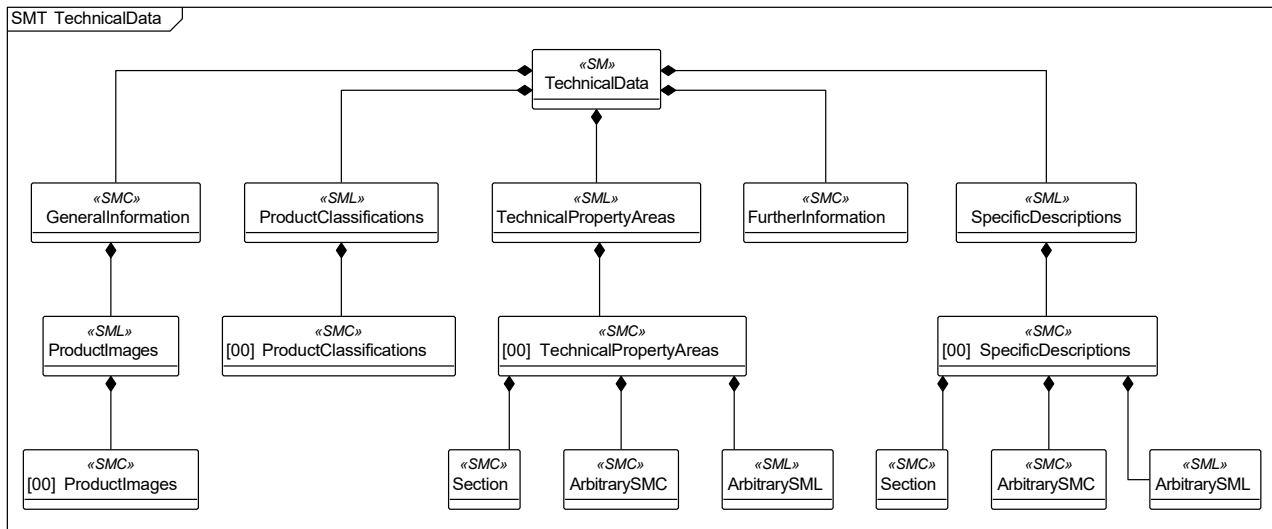 SMT TechnicalData
«SM»
TechnicalData
«SMC»
GeneralInformation
«SML»
ProductClassifications
«SML»
TechnicalPropertyAreas
«SMC»
FurtherInformation
«SML»
SpecificDescriptions
«SML»
ProductImages
«SMC»
[00] ProductClassifications
«SMC»
[00] TechnicalPropertyAreas
«SMC»
[00] SpecificDescriptions
«SMC»
[00] ProductImages
«SMC»
Section
«SMC»
ArbitrarySMC
«SML»
ArbitrarySML
«SMC»
Section
«SMC»
ArbitrarySMC
«SML»
ArbitrarySML